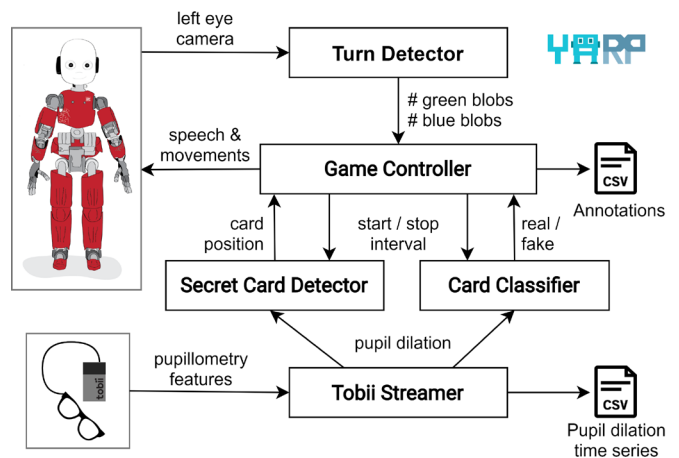 left eye
camera
Turn Detector
YARP
# green blobs
# blue blobs
speech &
movements
Game Controller
CSV
Annotations
card
position
start / stop
interval
real /
fake
Secret Card Detector
Card Classifier
pupil dilation
pupillometry
features
tobii
Tobii Streamer
CSV
Pupil dilation
time series